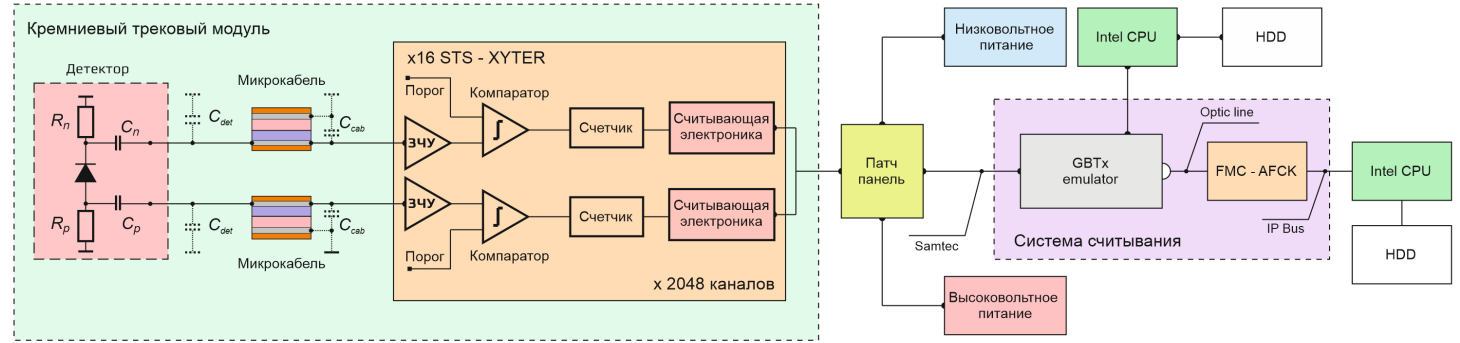 Кремниевый трековый модуль
Детектор
Rn
Cn
Rp
Cp
Cdet
Микрокабель
Ccab
Cdet
Ccab
Микрокабель
x16 STS - XYTER
Порог
Компаратор
ЗЧУ
Счетчик
Считывающая
электроника
ЗЧУ
Счетчик
Считывающая
электроника
Порог
Компаратор
x 2048 каналов
Патч
панель
Низковольтное
питание
Высоковольтное
питание
Samtec
Intel CPU
HDD
Optic line
GBTx
emulator
FMC - AFCK
IP Bus
Система считывания
Intel CPU
HDD